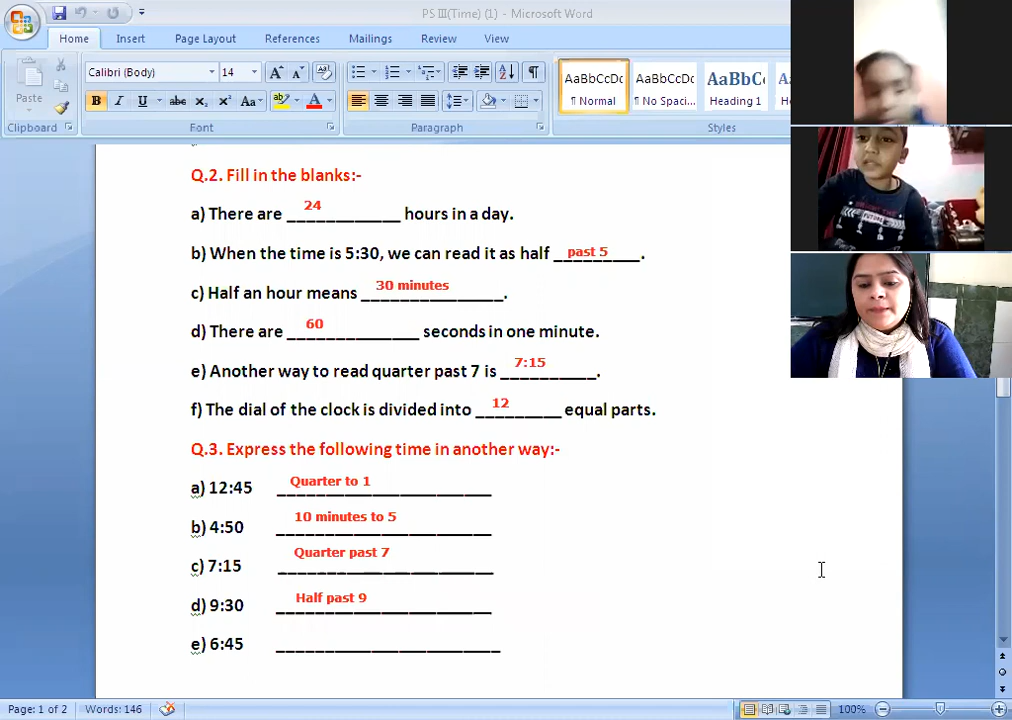 PS III(Time) (1) - Microsoft Word
Home Insert Page Layout References Mailings Review View
Paste
Calibri (Body) 14
AaBbCcDc AaBbCcDc AaBbC
B I U abc X₂ X² Aa A
¶ Normal ¶ No Spaci... Heading 1
Clipboard Font Paragraph Styles
Q.2. Fill in the blanks:-
a) There are 24 hours in a day.
b) When the time is 5:30, we can read it as half past 5.
c) Half an hour means 30 minutes.
d) There are 60 seconds in one minute.
e) Another way to read quarter past 7 is 7:15.
f) The dial of the clock is divided into 12 equal parts.
Q.3. Express the following time in another way:-
a) 12:45 Quarter to 1
b) 4:50 10 minutes to 5
c) 7:15 Quarter past 7
d) 9:30 Half past 9
e) 6:45 ____________________
Page: 1 of 2 Words: 146 100%